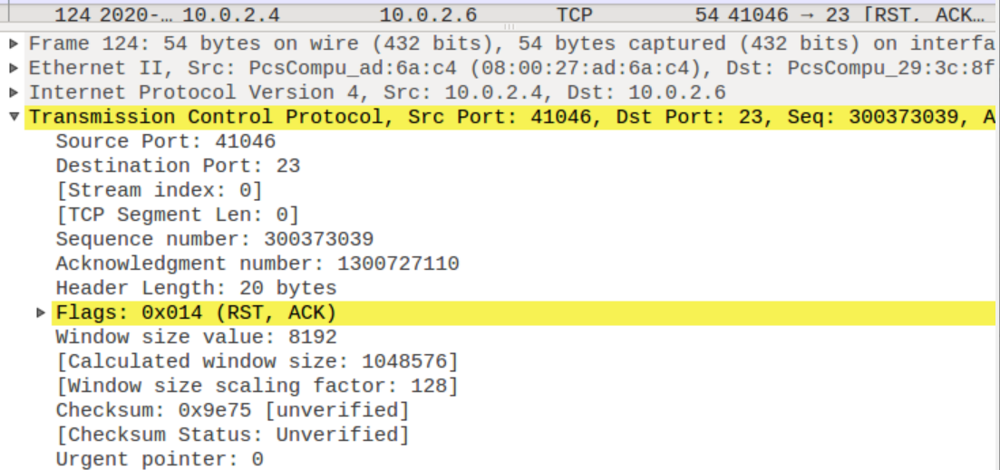 124 2020-… 10.0.2.4 10.0.2.6 TCP 54 41046 → 23 [RST, ACK…
Frame 124: 54 bytes on wire (432 bits), 54 bytes captured (432 bits) on interfa
Ethernet II, Src: PcsCompu_ad:6a:c4 (08:00:27:ad:6a:c4), Dst: PcsCompu_29:3c:8f
Internet Protocol Version 4, Src: 10.0.2.4, Dst: 10.0.2.6
Transmission Control Protocol, Src Port: 41046, Dst Port: 23, Seq: 300373039, A
Source Port: 41046
Destination Port: 23
[Stream index: 0]
[TCP Segment Len: 0]
Sequence number: 300373039
Acknowledgment number: 1300727110
Header Length: 20 bytes
Flags: 0x014 (RST, ACK)
Window size value: 8192
[Calculated window size: 1048576]
[Window size scaling factor: 128]
Checksum: 0x9e75 [unverified]
[Checksum Status: Unverified]
Urgent pointer: 0